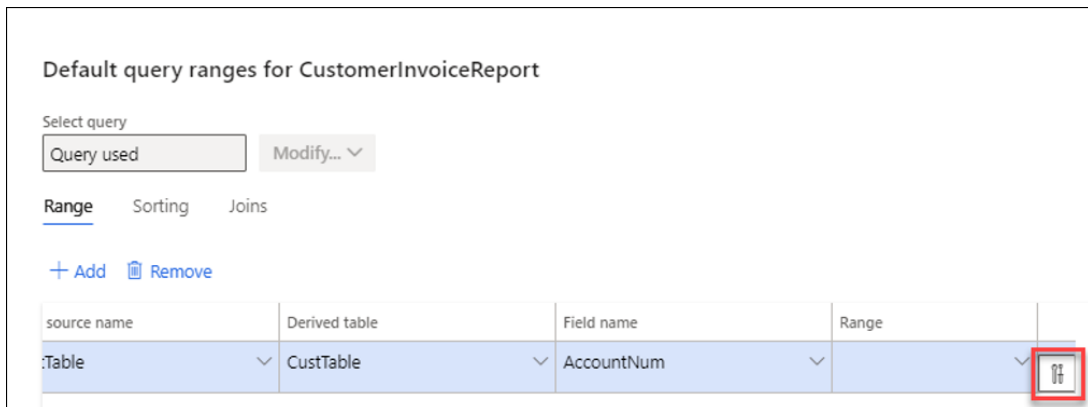 Default query ranges for CustomerInvoiceReport
Select query
Query used Modify...
Range Sorting Joins
+ Add Remove
source name Derived table Field name Range
:Table CustTable AccountNum